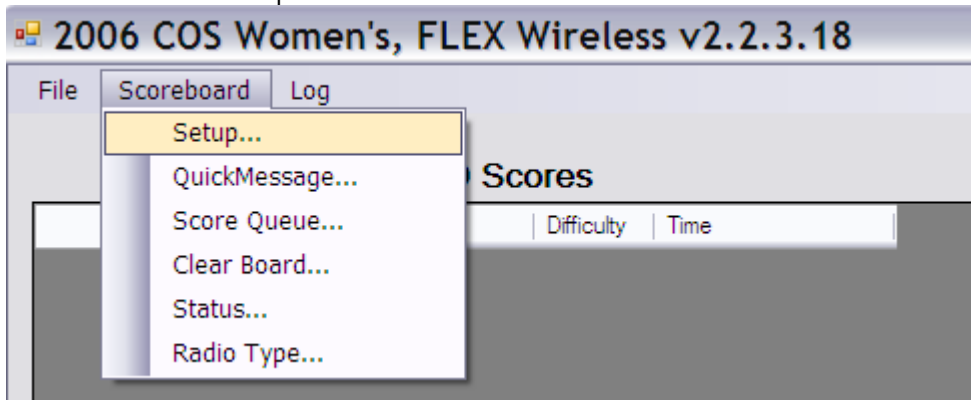 2006 COS Women's, FLEX Wireless v2.2.3.18
File Scoreboard Log
Setup...
QuickMessage...
Scores
Score Queue...
Difficulty Time
Clear Board...
Status...
Radio Type...